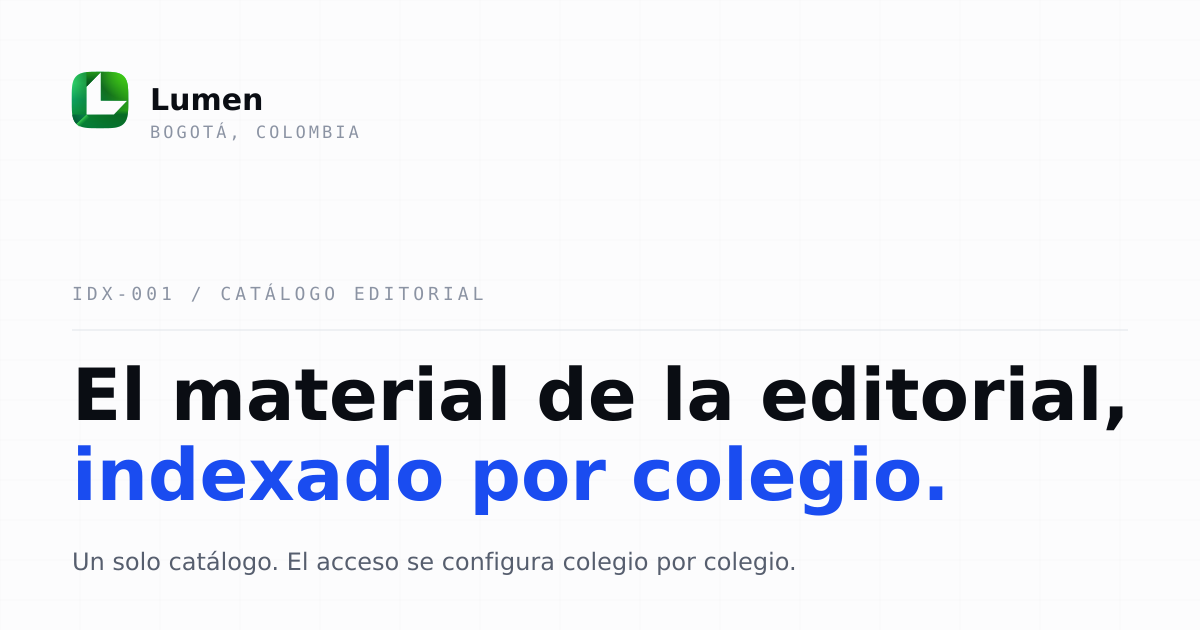 Lumen
BOGOTÁ, COLOMBIA
IDX-001 / CATÁLOGO EDITORIAL
El material de la editorial,
indexado por colegio.
Un solo catálogo. El acceso se configura colegio por colegio.